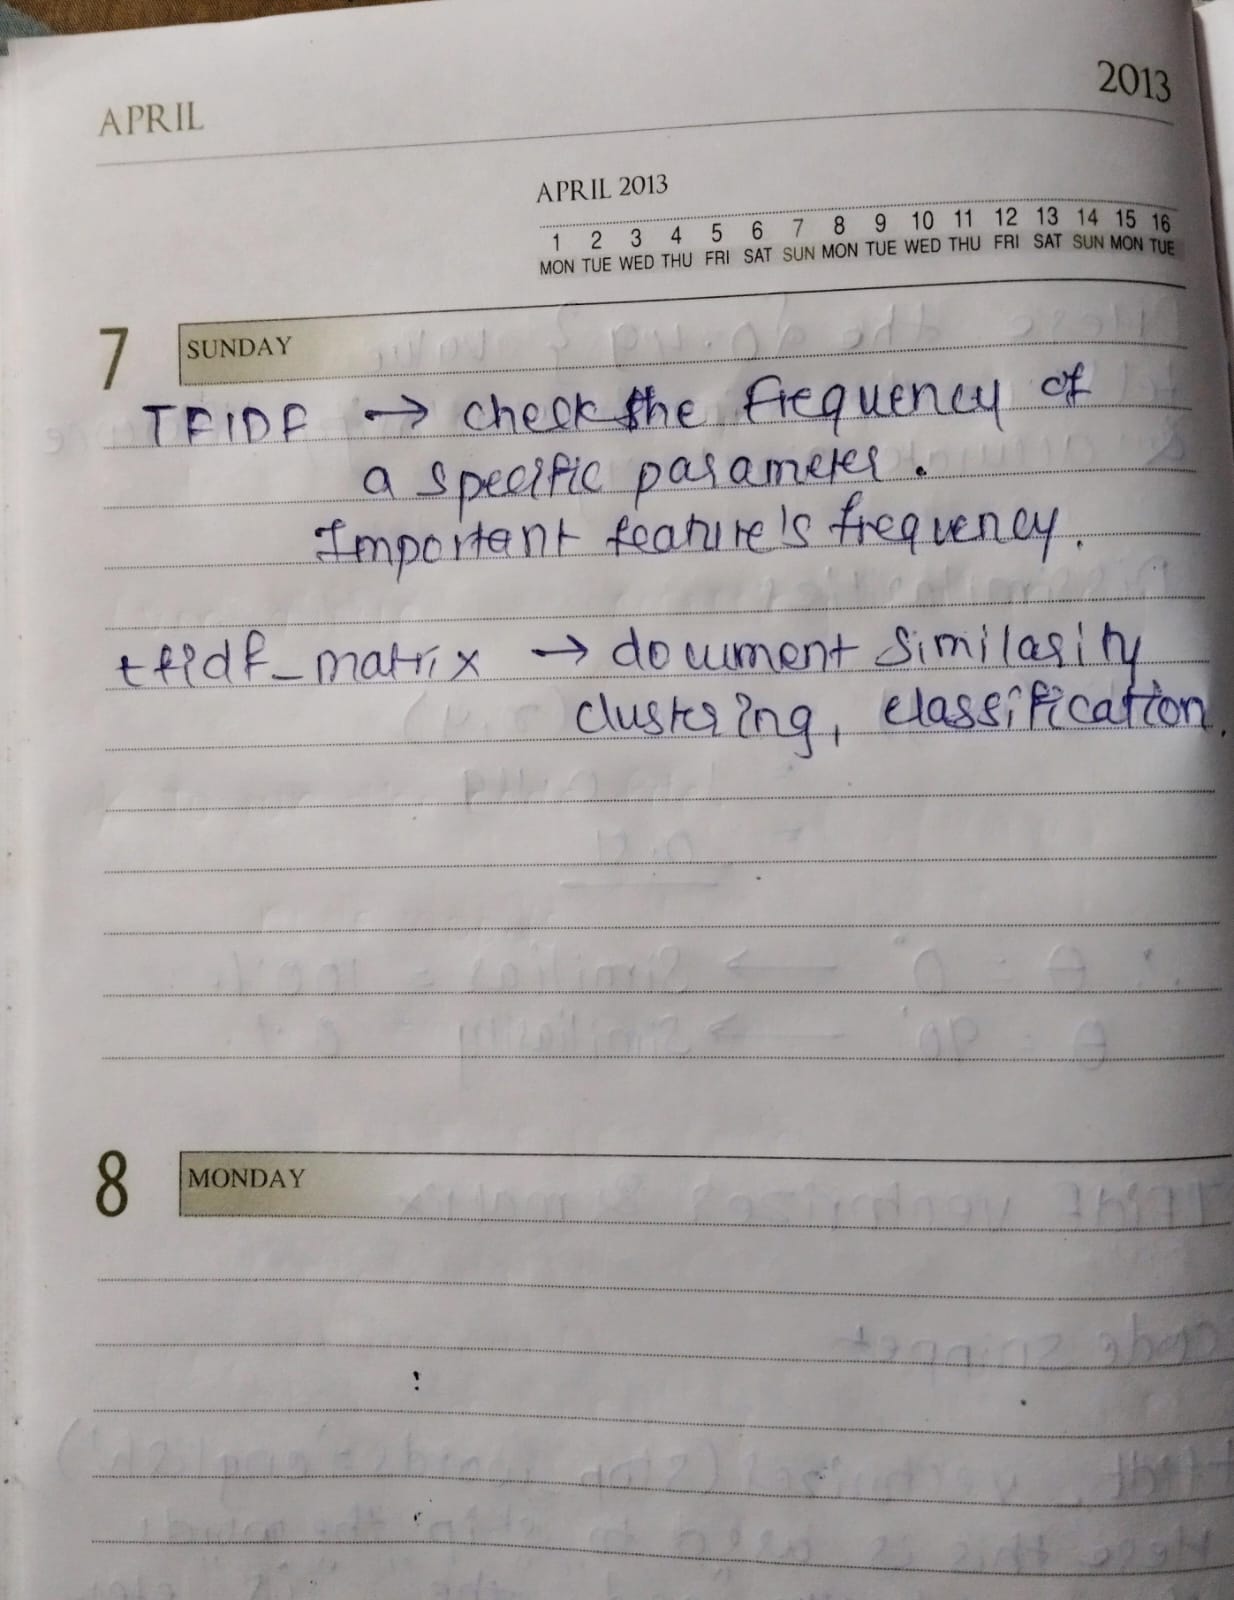 APRIL
2013
APRIL 2013
1 2 3 4 5 6 7 8 9 10 11 12 13 14 15 16
MON TUE WED THU FRI SAT SUN MON TUE WED THU FRI SAT SUN MON TUE
7 SUNDAY
TFIDF → check the frequency of
a specific parameter.
Important feature's frequency.
tfidf_matrix → document similarity
clustering, classification.
8 MONDAY